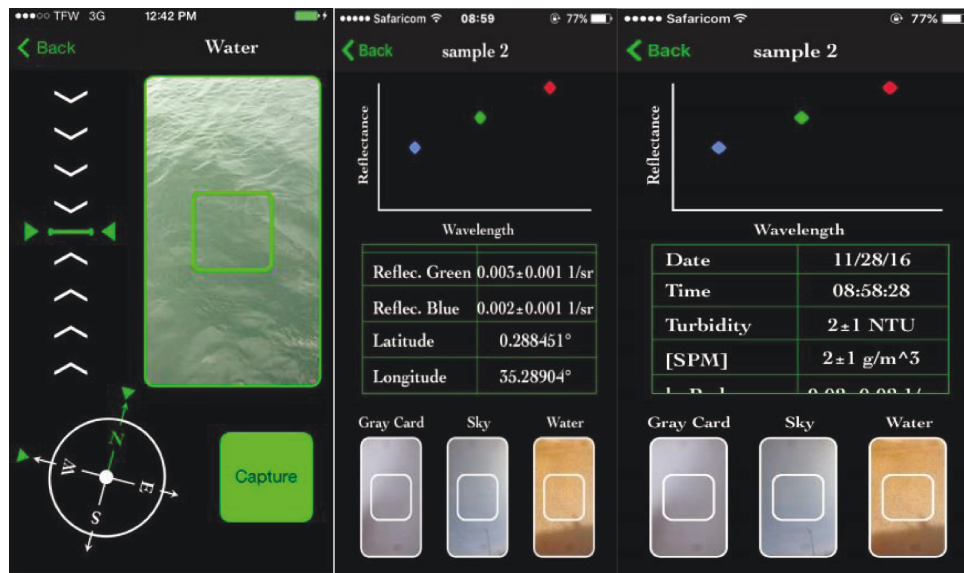 TFW 3G 12:42 PM
Back Water
N
W
E
S
Capture
Safaricom 08:59 77%
Back sample 2
Reflectance
Wavelength
Reflec. Green 0.003±0.001 1/sr
Reflec. Blue 0.002±0.001 1/sr
Latitude 0.288451°
Longitude 35.28904°
Gray Card Sky Water
Safaricom 77%
Back sample 2
Reflectance
Wavelength
Date 11/28/16
Time 08:58:28
Turbidity 2±1 NTU
[SPM] 2±1 g/m^3
Gray Card Sky Water